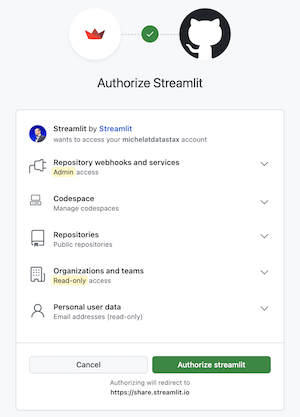 Authorize Streamlit
Streamlit by Streamlit
wants to access your michelatdatastax account
Repository webhooks and services
Admin access
Codespace
Manage codespaces
Repositories
Public repositories
Organizations and teams
Read-only access
Personal user data
Email addresses (read-only)
Cancel
Authorize streamlit
Authorizing will redirect to
https://share.streamlit.io